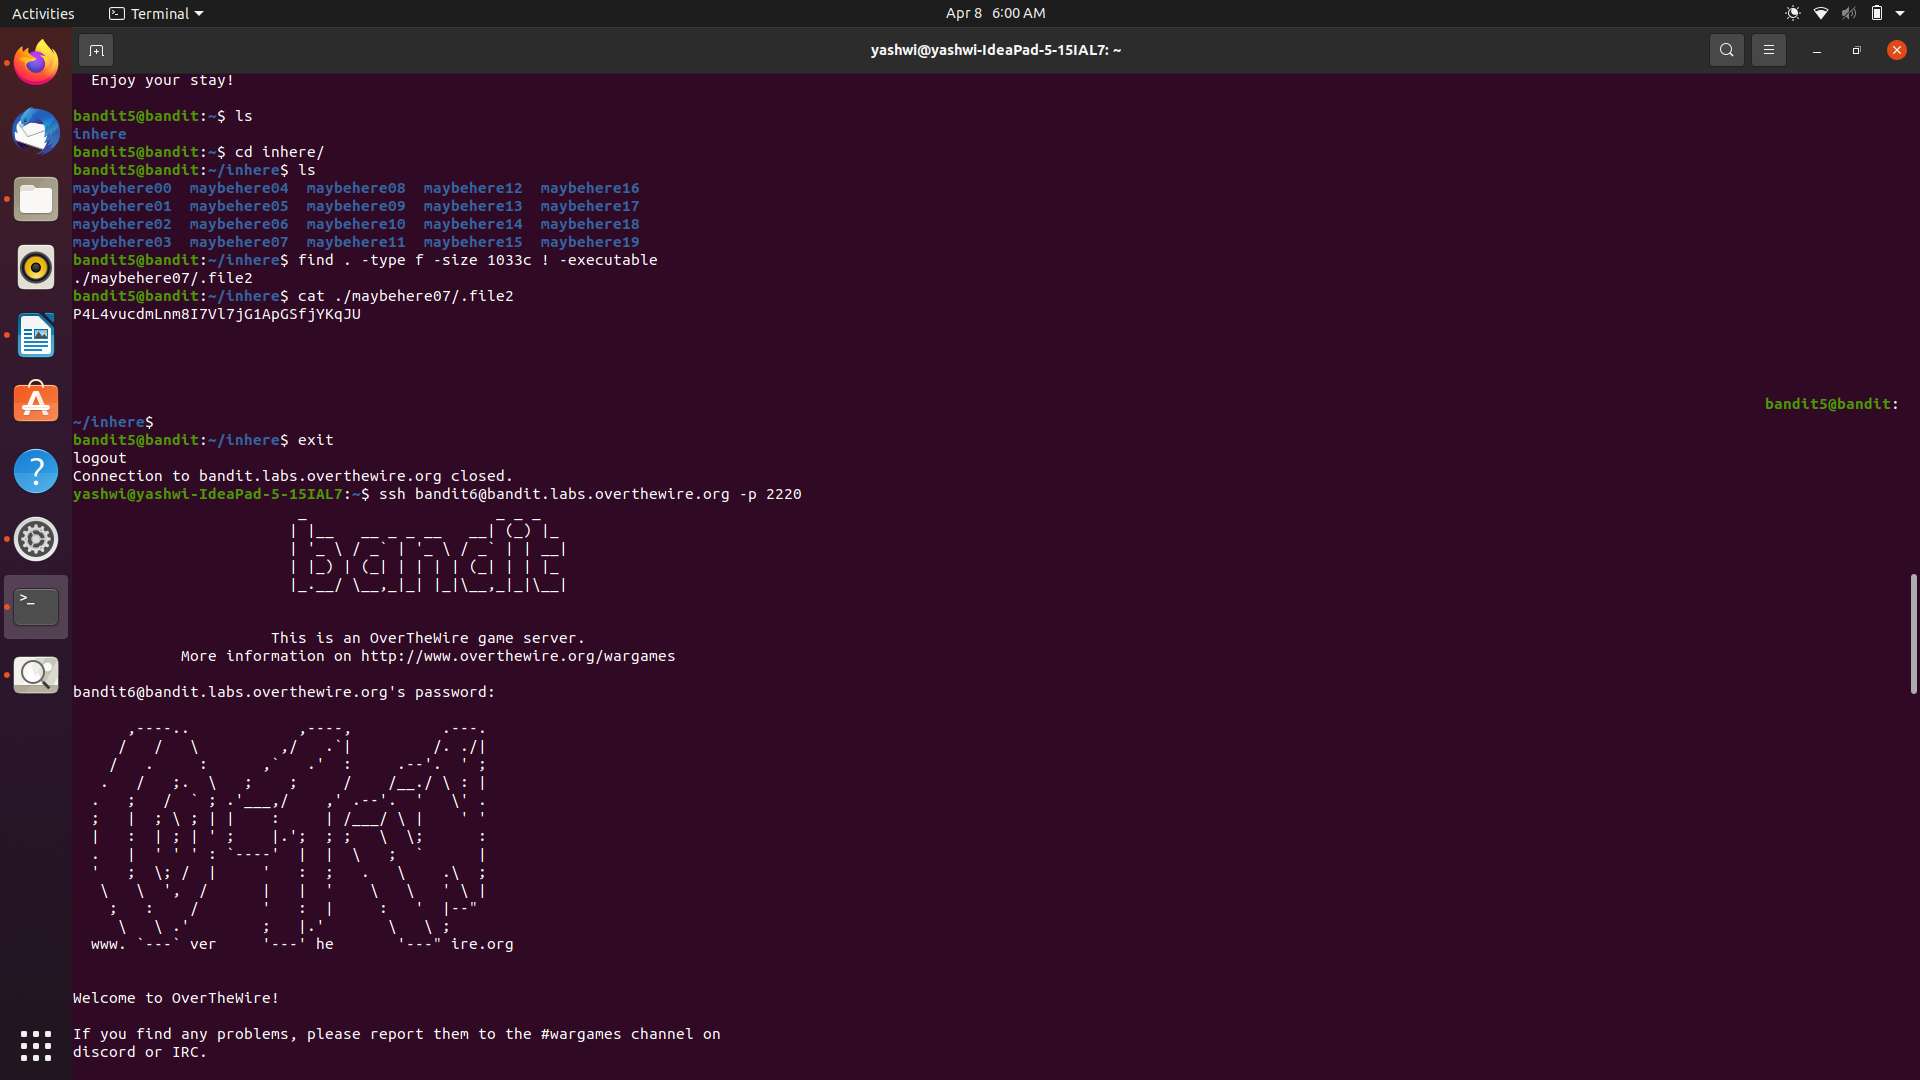 Activities
Terminal
Apr 8 6:00 AM
yashwi@yashwi-IdeaPad-5-15IAL7: ~
Enjoy your stay!
bandit5@bandit:~$ ls
inhere
bandit5@bandit:~$ cd inhere/
bandit5@bandit:~/inhere$ ls
maybehere00  maybehere04  maybehere08  maybehere12  maybehere16
maybehere01  maybehere05  maybehere09  maybehere13  maybehere17
maybehere02  maybehere06  maybehere10  maybehere14  maybehere18
maybehere03  maybehere07  maybehere11  maybehere15  maybehere19
bandit5@bandit:~/inhere$ find . -type f -size 1033c ! -executable
./maybehere07/.file2
bandit5@bandit:~/inhere$ cat ./maybehere07/.file2
P4L4vucdmLnm8I7Vl7jG1ApGSfjYKqJU
bandit5@bandit:
~/inhere$
bandit5@bandit:~/inhere$ exit
logout
Connection to bandit.labs.overthewire.org closed.
yashwi@yashwi-IdeaPad-5-15IAL7:~$ ssh bandit6@bandit.labs.overthewire.org -p 2220
bandit
This is an OverTheWire game server.
More information on http://www.overthewire.org/wargames
bandit6@bandit.labs.overthewire.org's password:
www. `---` ver     '---' he       '---" ire.org
Welcome to OverTheWire!
If you find any problems, please report them to the #wargames channel on
discord or IRC.